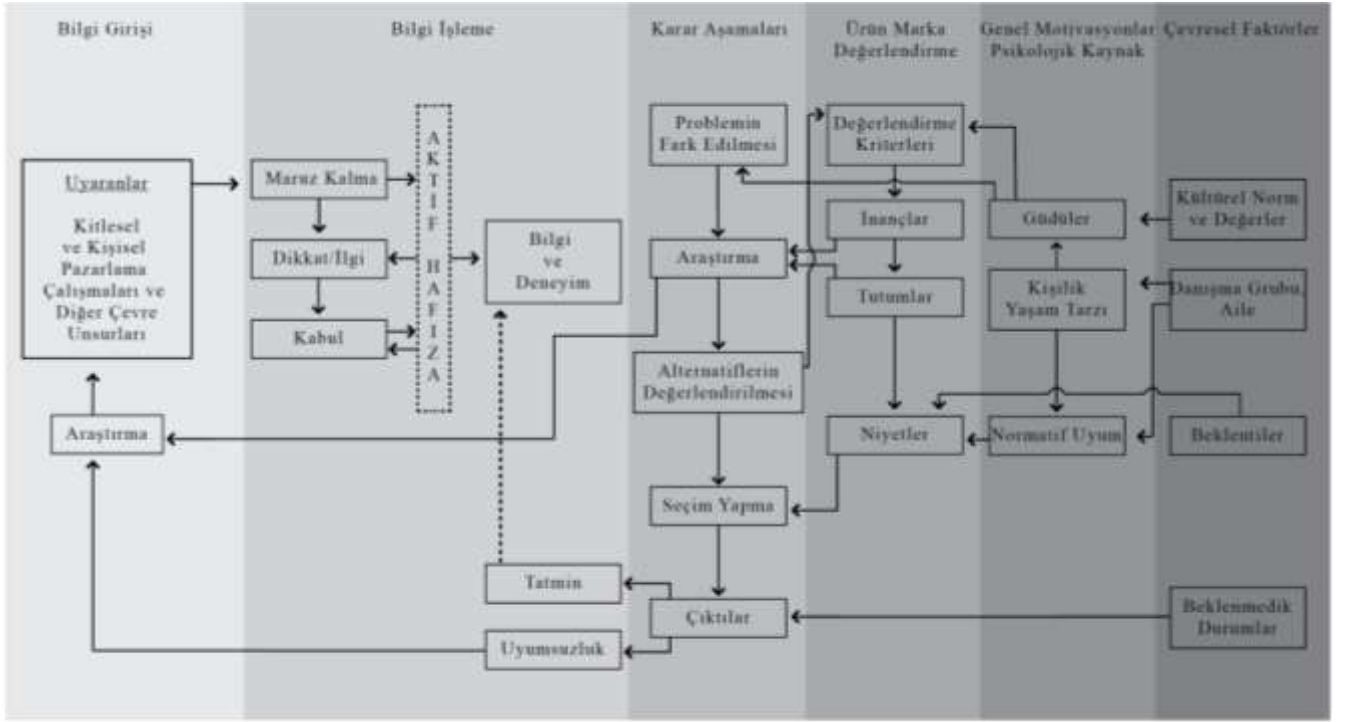 Bilgi Girişi
Bilgi İşleme
Karar Aşamaları
Ürün Marka
Değerlendirme
Genel Motivasyonlar
Psikolojik Kaynak
Çevresel Faktörler
Uyaranlar
Kitlesel
ve Kişisel
Pazarlama
Çalışmaları ve
Diğer Çevre
Unsurları
Araştırma
Maruz Kalma
Dikkat/İlgi
Kabul
A
K
T
İ
F
H
A
F
I
Z
A
Bilgi
ve
Deneyim
Tatmin
Uyumsuzluk
Problemin
Fark Edilmesi
Araştırma
Alternatiflerin
Değerlendirilmesi
Seçim Yapma
Çıktılar
Değerlendirme
Kriterleri
İnançlar
Tutumlar
Niyetler
Güdüler
Kişilik
Yaşam Tarzı
Normatif Uyum
Kültürel Norm
ve Değerler
Danışma Grubu,
Aile
Beklentiler
Beklenmedik
Durumlar